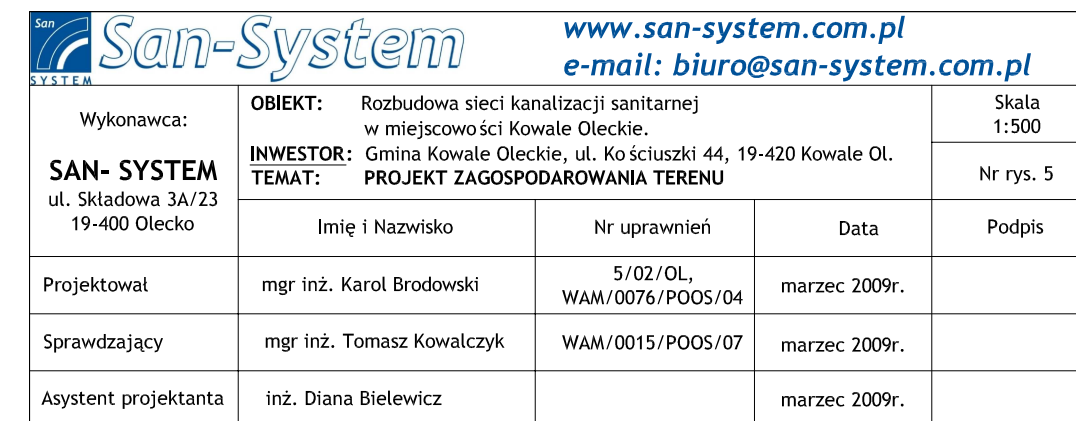 San
SYSTEM
San-System
www.san-system.com.pl
e-mail: biuro@san-system.com.pl
Wykonawca:
SAN- SYSTEM
ul. Składowa 3A/23
19-400 Olecko
OBIEKT: Rozbudowa sieci kanalizacji sanitarnej
w miejscowości Kowale Oleckie.
INWESTOR: Gmina Kowale Oleckie, ul. Kościuszki 44, 19-420 Kowale Ol.
TEMAT: PROJEKT ZAGOSPODAROWANIA TERENU
Skala
1:500
Nr rys. 5
Imię i Nazwisko Nr uprawnień Data Podpis
Projektował mgr inż. Karol Brodowski 5/02/OL, marzec 2009r.
WAM/0076/POOS/04
Sprawdzający mgr inż. Tomasz Kowalczyk WAM/0015/POOS/07 marzec 2009r.
Asystent projektanta inż. Diana Bielewicz marzec 2009r.